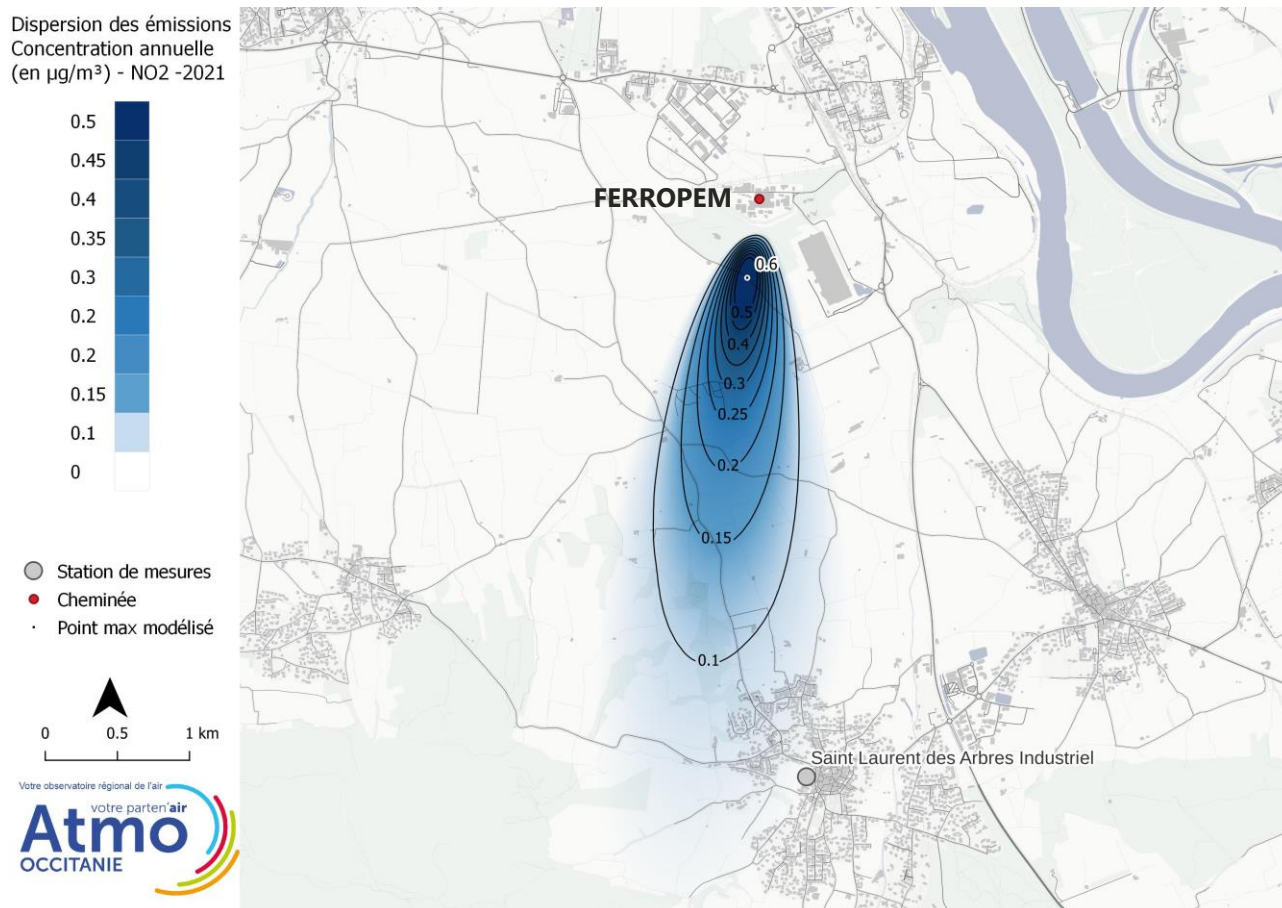 Dispersion des émissions
Concentration annuelle
(en µg/m³) - NO2 -2021
0.5
0.45
0.4
0.35
0.3
0.2
0.2
0.15
0.1
0
Station de mesures
Cheminée
Point max modélisé
0 0.5 1 km
Votre observatoire régional de l'air
votre parten'air
Atmo
OCCITANIE
FERROPEM
0.6
0.5
0.4
0.3
0.25
0.2
0.15
0.1
Saint Laurent des Arbres Industriel